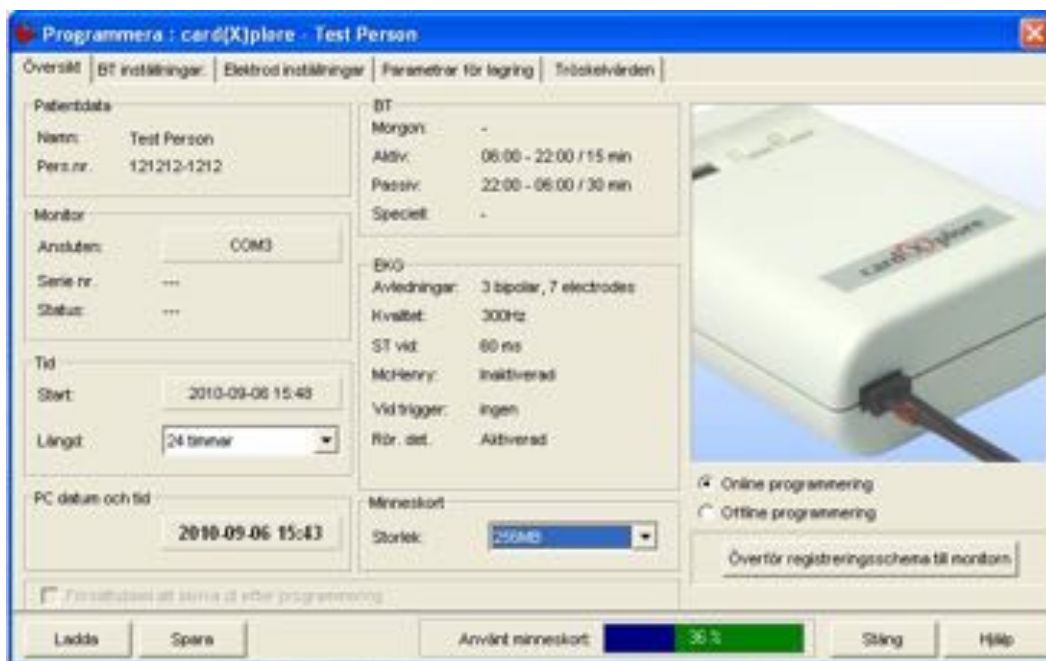 Programmera : card(X)plore - Test Person
Översikt BT inställningar. Elektrod inställningar Parametrar för lagring Tröskelvärden
Patientdata
Namn: Test Person
Pers.nr. 121212-1212
Monitor
Ansluten: COM3
Serie nr. ---
Status: ---
Tid
Start: 2010-09-06 15:48
Längd: 24 timmar
PC datum och tid
2010-09-06 15:43
BT
Morgon: -
Aktiv: 06:00 - 22:00 / 15 min
Passiv: 22:00 - 06:00 / 30 min
Speciell: -
EKG
Avledningar: 3 bipolar, 7 electrodes
Kvalitet: 300Hz
ST vid: 60 ms
McHenry: Inaktiverad
Vid trigger: ingen
Rör. det. Aktiverad
Minneskort
Storlek: 256MB
card(X)plore
Online programmering
Offline programmering
Överför registreringsschema till monitorn
att skriva ut efter programmering
Ladda Spara Använt minneskort: 36 % Stäng Hjälp